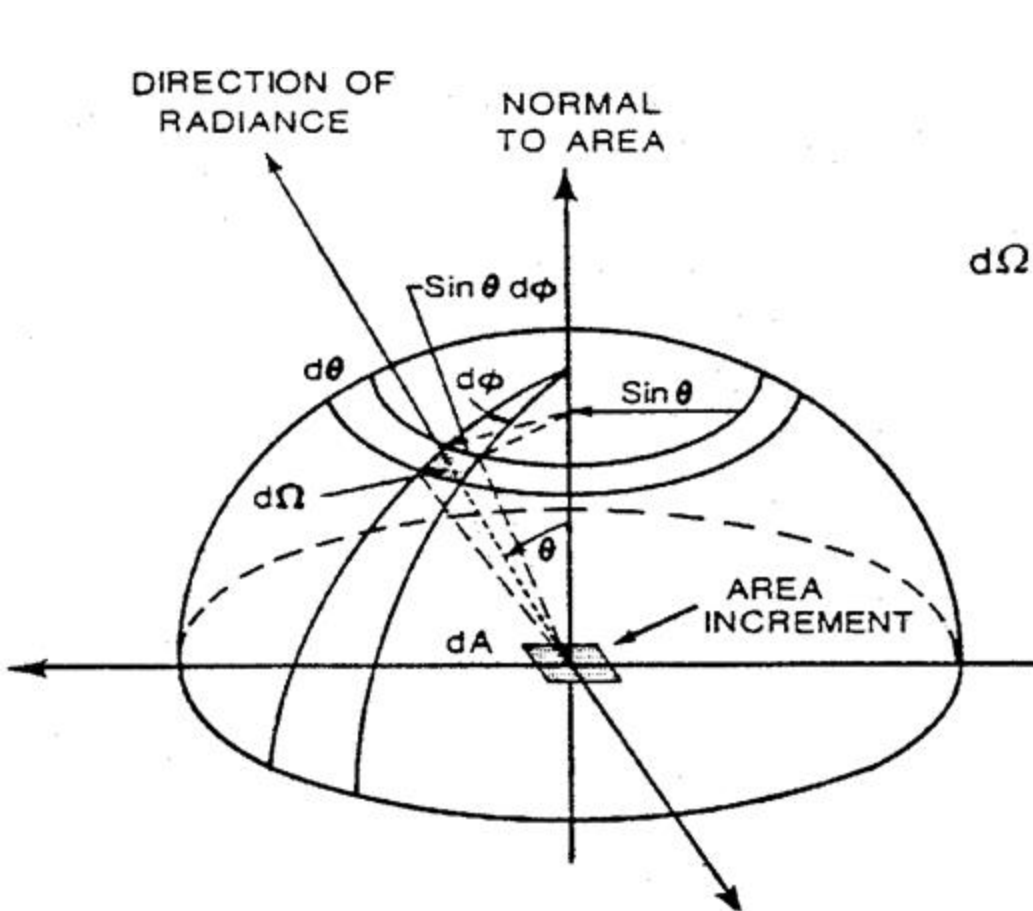 DIRECTION OF
RADIANCE
NORMAL
TO AREA
dΩ
Sin θ dϕ
dθ
dϕ
Sin θ
dΩ
θ
AREA
INCREMENT
dA